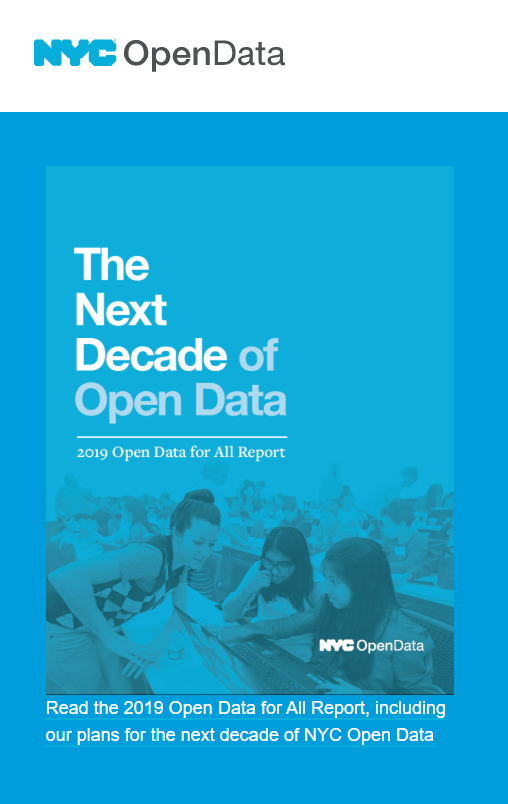 NYC OpenData
The
Next
Decade of
Open Data
2019 Open Data for All Report
NYC OpenData
Read the 2019 Open Data for All Report, including
our plans for the next decade of NYC Open Data